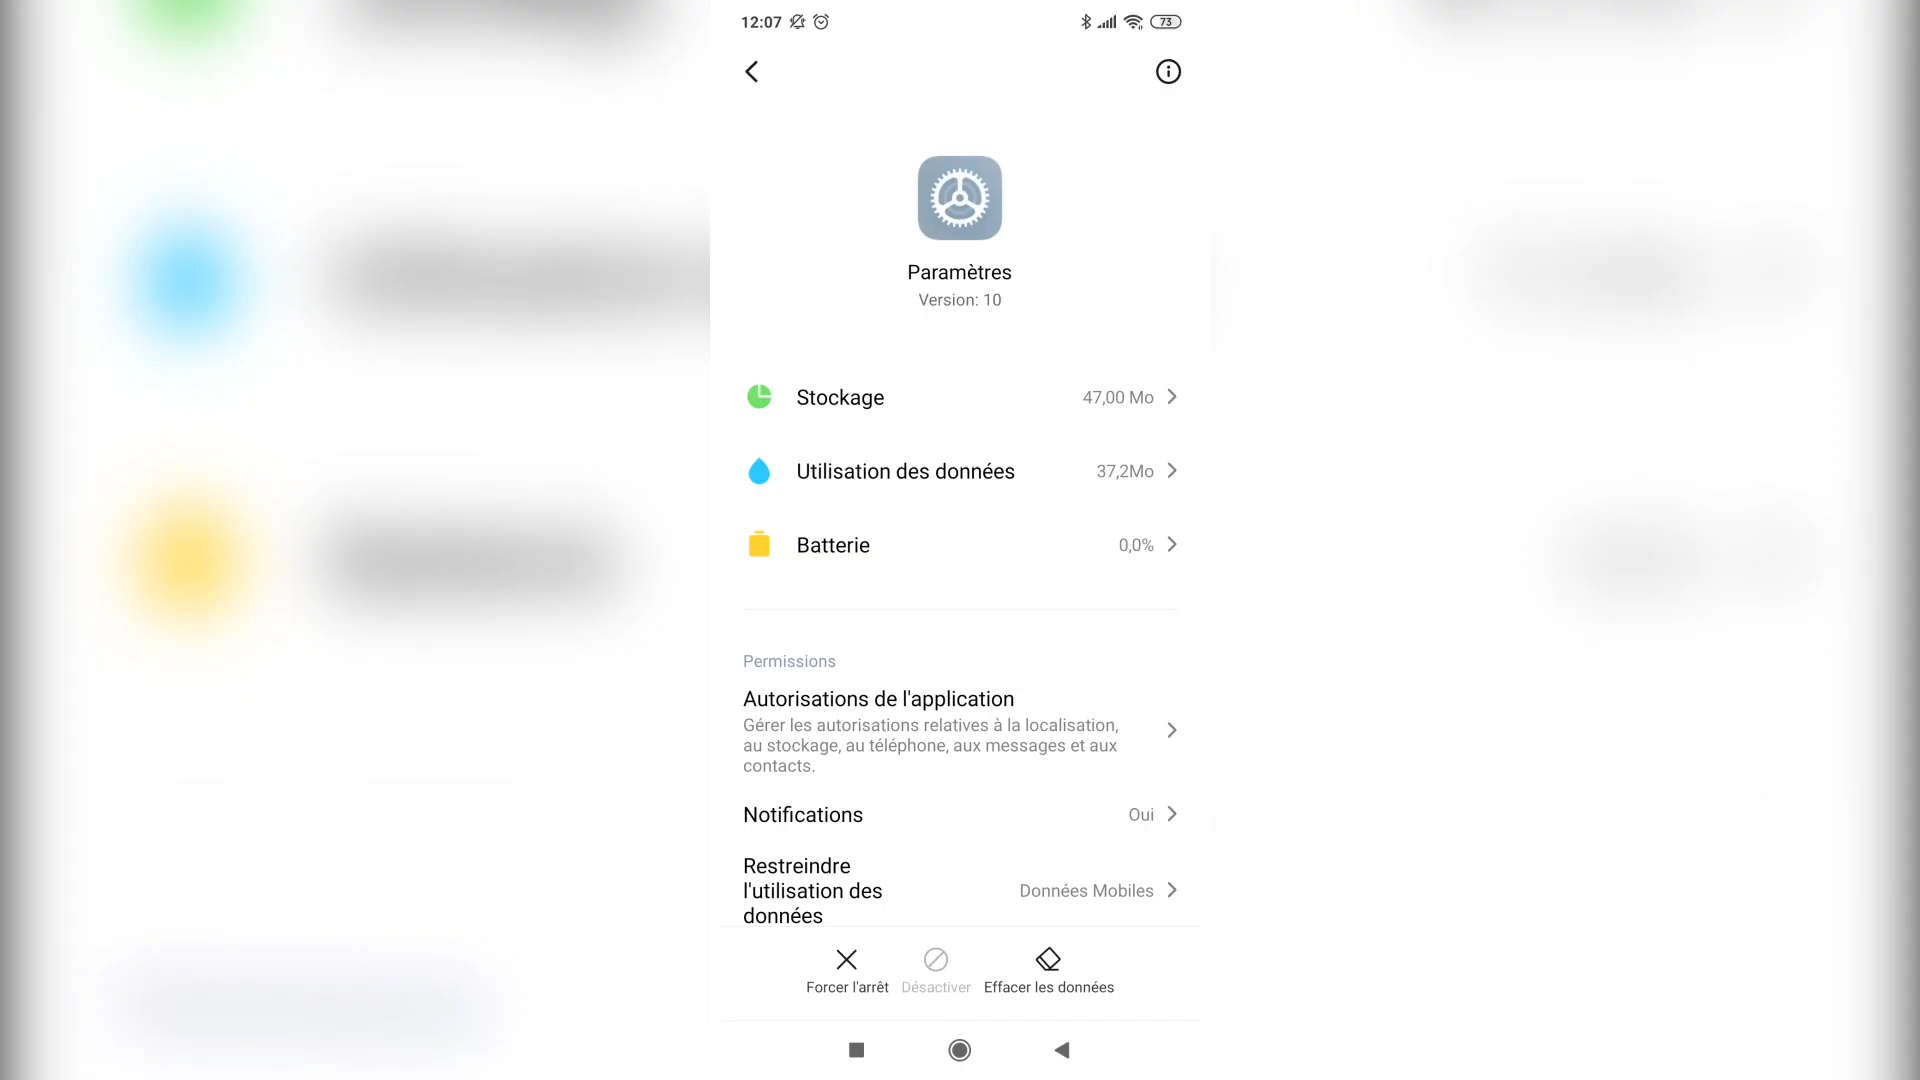 12:07
73
Paramètres
Version: 10
Stockage 47,00 Mo
Utilisation des données 37,2Mo
Batterie 0,0%
Permissions
Autorisations de l'application
Gérer les autorisations relatives à la localisation,
au stockage, au téléphone, aux messages et aux
contacts.
Notifications Oui
Restreindre
l'utilisation des
données
Données Mobiles
Forcer l'arrêt Désactiver Effacer les données